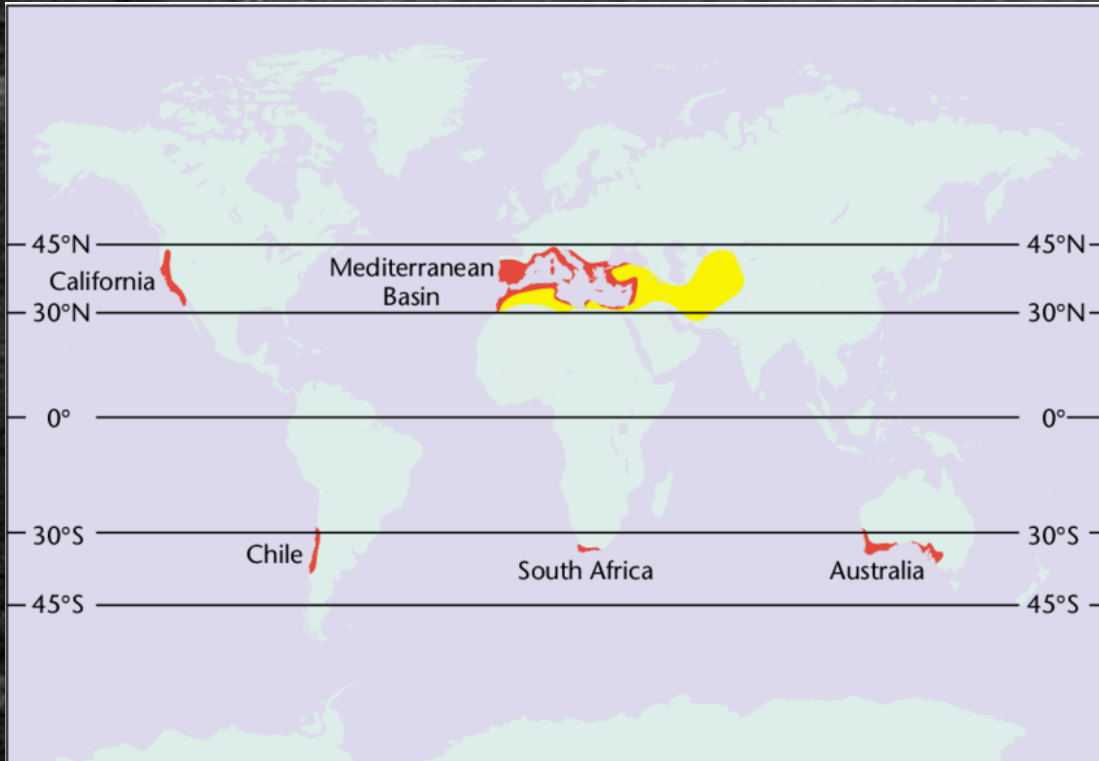 45°N
45°N
California
Mediterranean
Basin
30°N
30°N
0°
0°
30°S
30°S
Chile
South Africa
Australia
45°S
45°S